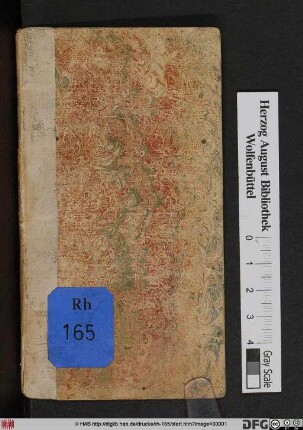 Rh
165
Herzog August Bibliothek
Wolfenbüttel
0
1
2
3
4
Gray Scale
© HAB http://diglib.hab.de/drucke/rh-165/start.htm?image=00001
DFG